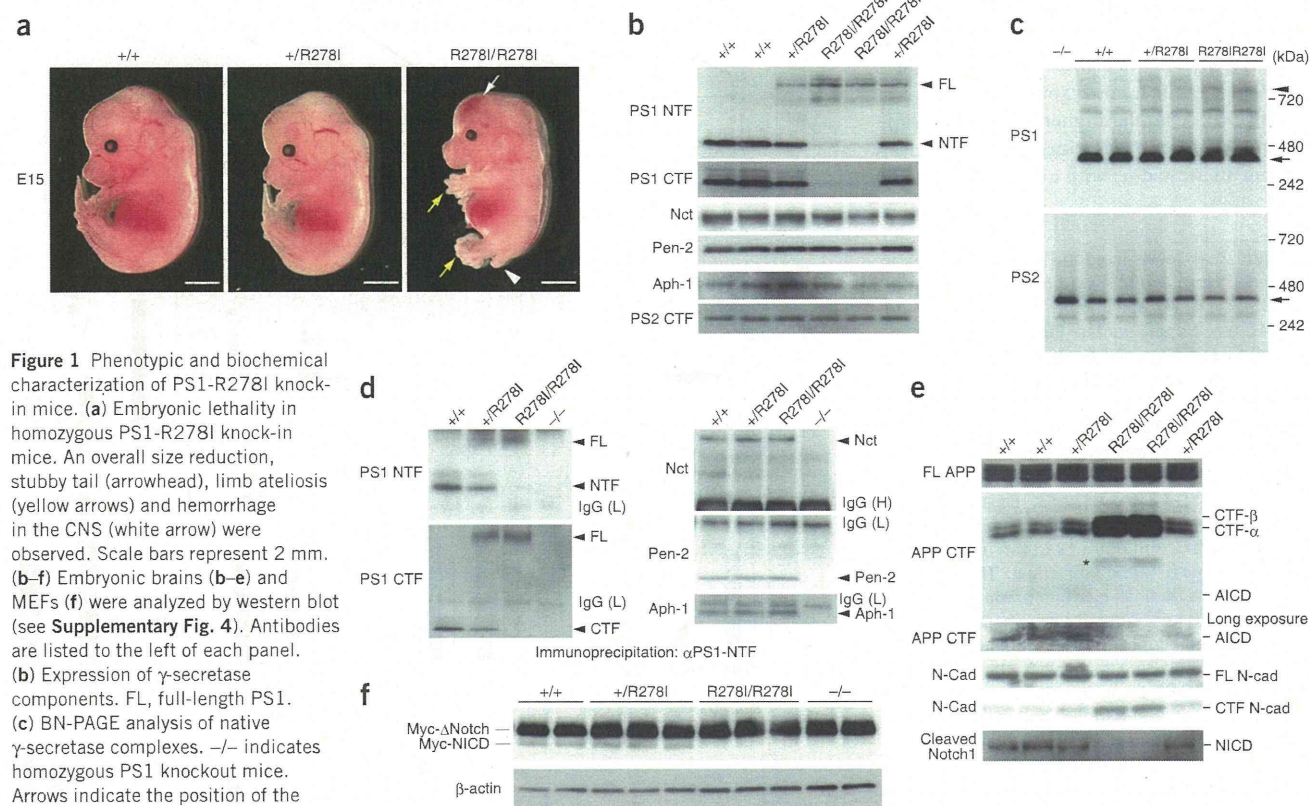 a
+/+
+/R278I
R278I/R278I
E15
b
+/+
+/+
+/R278I
R278I/R278I
R278I/R278I
+/R278I
PS1 NTF
FL
NTF
PS1 CTF
Nct
Pen-2
Aph-1
PS2 CTF
c
–/–
+/+
+/R278I
R278I/R278I
(kDa)
PS1
720
480
242
PS2
720
480
242
Figure 1 Phenotypic and biochemical
characterization of PS1-R278I knock-
in mice. (a) Embryonic lethality in
homozygous PS1-R278I knock-in
mice. An overall size reduction,
stubby tail (arrowhead), limb ateliosis
(yellow arrows) and hemorrhage
in the CNS (white arrow) were
observed. Scale bars represent 2 mm.
(b–f) Embryonic brains (b–e) and
MEFs (f) were analyzed by western blot
(see Supplementary Fig. 4). Antibodies
are listed to the left of each panel.
(b) Expression of γ-secretase
components. FL, full-length PS1.
(c) BN-PAGE analysis of native
γ-secretase complexes. –/– indicates
homozygous PS1 knockout mice.
Arrows indicate the position of the
d
+/+
+/R278I
R278I/R278I
–/–
PS1 NTF
FL
NTF
IgG (L)
PS1 CTF
FL
IgG (L)
CTF
+/+
+/R278I
R278I/R278I
–/–
Nct
Nct
IgG (H)
Pen-2
IgG (L)
Pen-2
Aph-1
IgG (L)
Aph-1
Immunoprecipitation: αPS1-NTF
e
+/+
+/+
+/R278I
R278I/R278I
R278I/R278I
+/R278I
FL APP
APP CTF
CTF-β
CTF-α
*
AICD
Long exposure
APP CTF
AICD
N-Cad
FL N-cad
N-Cad
CTF N-cad
Cleaved
Notch1
NICD
f
+/+
+/R278I
R278I/R278I
–/–
Myc-ΔNotch
Myc-NICD
β-actin